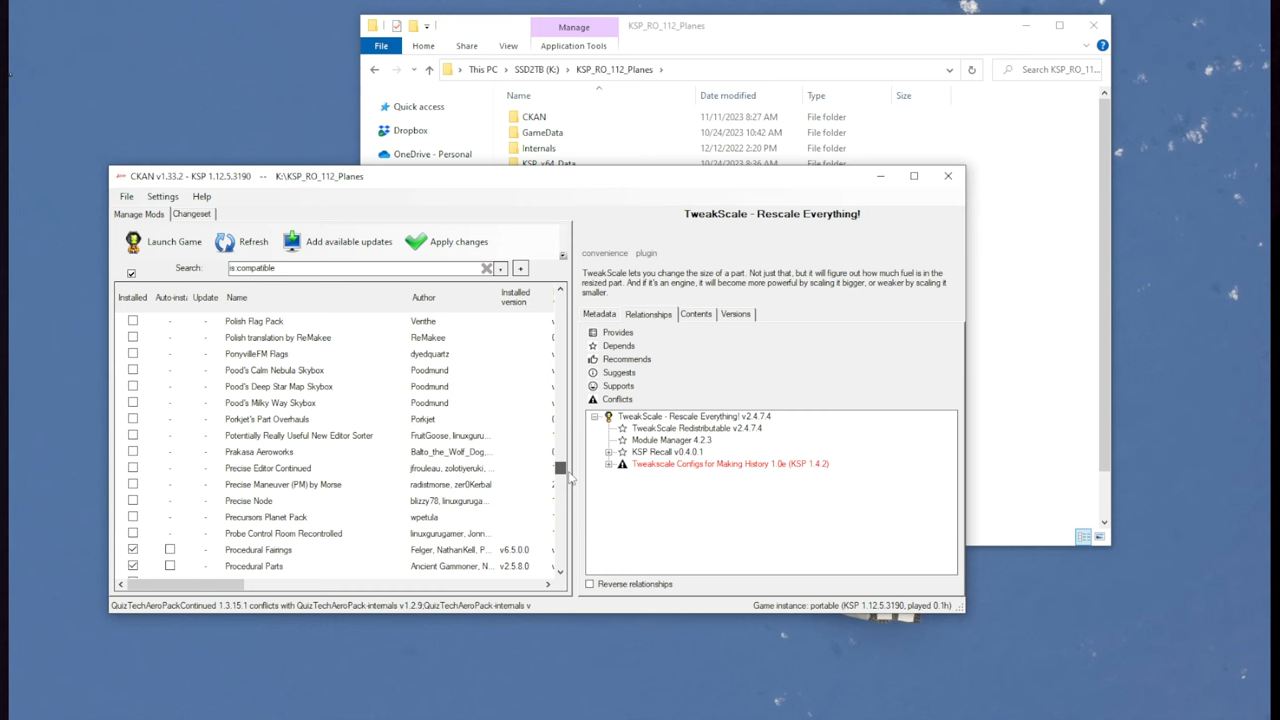 Manage
KSP_RO_112_Planes
File Home Share View Application Tools
This PC › SSD2TB (K:) › KSP_RO_112_Planes ›
Search KSP_RO_11...
Name Date modified Type Size
Quick access
Dropbox
OneDrive - Personal
CKAN 11/11/2023 8:27 AM File folder
GameData 10/24/2023 10:42 AM File folder
Internals 12/12/2022 2:20 PM File folder
KSP_x64_Data 10/24/2023 8:36 AM File folder
CKAN v1.33.2 - KSP 1.12.5.3190 -- K:\KSP_RO_112_Planes
File Settings Help
Manage Mods Changeset
Launch Game Refresh Add available updates Apply changes
Search: is:compatible
Installed Auto-insta Update Name Author Installed version
Polish Flag Pack Venthe
Polish translation by ReMakee ReMakee
PonyvilleFM Flags dyedquartz
Pood's Calm Nebula Skybox Poodmund
Pood's Deep Star Map Skybox Poodmund
Pood's Milky Way Skybox Poodmund
Porkjet's Part Overhauls Porkjet
Potentially Really Useful New Editor Sorter FruitGoose, linuxguru...
Prakasa Aeroworks Balto_the_Wolf_Dog,
Precise Editor Continued jfrouleau, zolotiyeruki, ...
Precise Maneuver (PM) by Morse radistmorse, zer0Kerbal
Precise Node blizzy78, linuxguruga...
Precursors Planet Pack wpetula
Probe Control Room Recontrolled linuxgurugamer, Jonn...
Procedural Fairings Felger, NathanKell, P... v6.5.0.0
Procedural Parts Ancient Gammoner, N... v2.5.8.0
TweakScale - Rescale Everything!
convenience plugin
TweakScale lets you change the size of a part. Not just that, but it will figure out how much fuel is in the
resized part. And if it's an engine, it will become more powerful by scaling it bigger, or weaker by scaling it
smaller.
Metadata Relationships Contents Versions
Provides
Depends
Recommends
Suggests
Supports
Conflicts
TweakScale - Rescale Everything! v2.4.7.4
TweakScale Redistributable v2.4.7.4
Module Manager 4.2.3
KSP Recall v0.4.0.1
Tweakscale Configs for Making History 1.0e (KSP 1.4.2)
Reverse relationships
QuizTechAeroPackContinued 1.3.15.1 conflicts with QuizTechAeroPack-internals v1.2.9;QuizTechAeroPack-internals v
Game instance: portable (KSP 1.12.5.3190, played 0.1h)